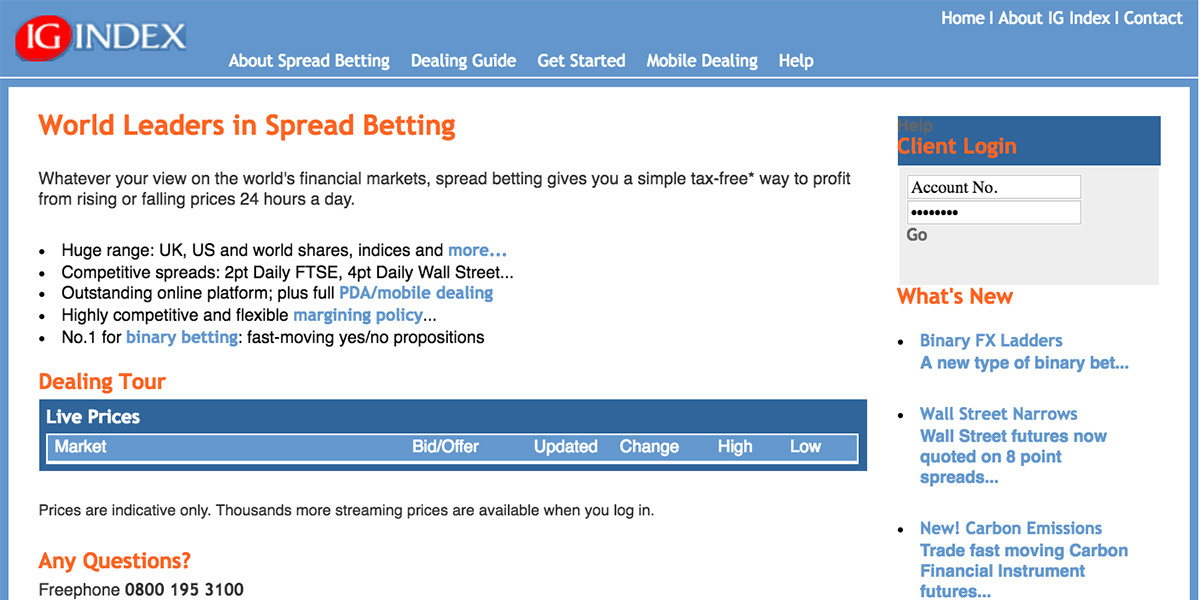 IG INDEX
Home | About IG Index | Contact
About Spread Betting Dealing Guide Get Started Mobile Dealing Help
World Leaders in Spread Betting
Whatever your view on the world's financial markets, spread betting gives you a simple tax-free* way to profit
from rising or falling prices 24 hours a day.
• Huge range: UK, US and world shares, indices and more...
• Competitive spreads: 2pt Daily FTSE, 4pt Daily Wall Street...
• Outstanding online platform; plus full PDA/mobile dealing
• Highly competitive and flexible margining policy...
• No.1 for binary betting: fast-moving yes/no propositions
Dealing Tour
Live Prices
Market Bid/Offer Updated Change High Low
Prices are indicative only. Thousands more streaming prices are available when you log in.
Any Questions?
Freephone 0800 195 3100
Help
Client Login
Account No.
••••••••
Go
What's New
• Binary FX Ladders
A new type of binary bet...
• Wall Street Narrows
Wall Street futures now
quoted on 8 point
spreads...
• New! Carbon Emissions
Trade fast moving Carbon
Financial Instrument
futures...